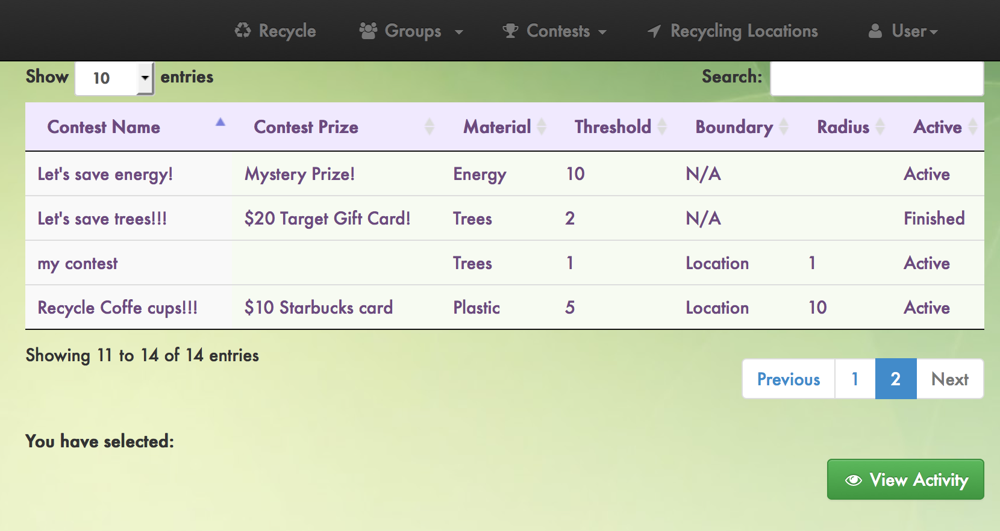 Recycle Groups Contests Recycling Locations User
Show 10 entries Search:
Contest Name Contest Prize Material Threshold Boundary Radius Active
Let's save energy! Mystery Prize! Energy 10 N/A Active
Let's save trees!!! $20 Target Gift Card! Trees 2 N/A Finished
my contest Trees 1 Location 1 Active
Recycle Coffe cups!!! $10 Starbucks card Plastic 5 Location 10 Active
Showing 11 to 14 of 14 entries
Previous 1 2 Next
You have selected:
View Activity